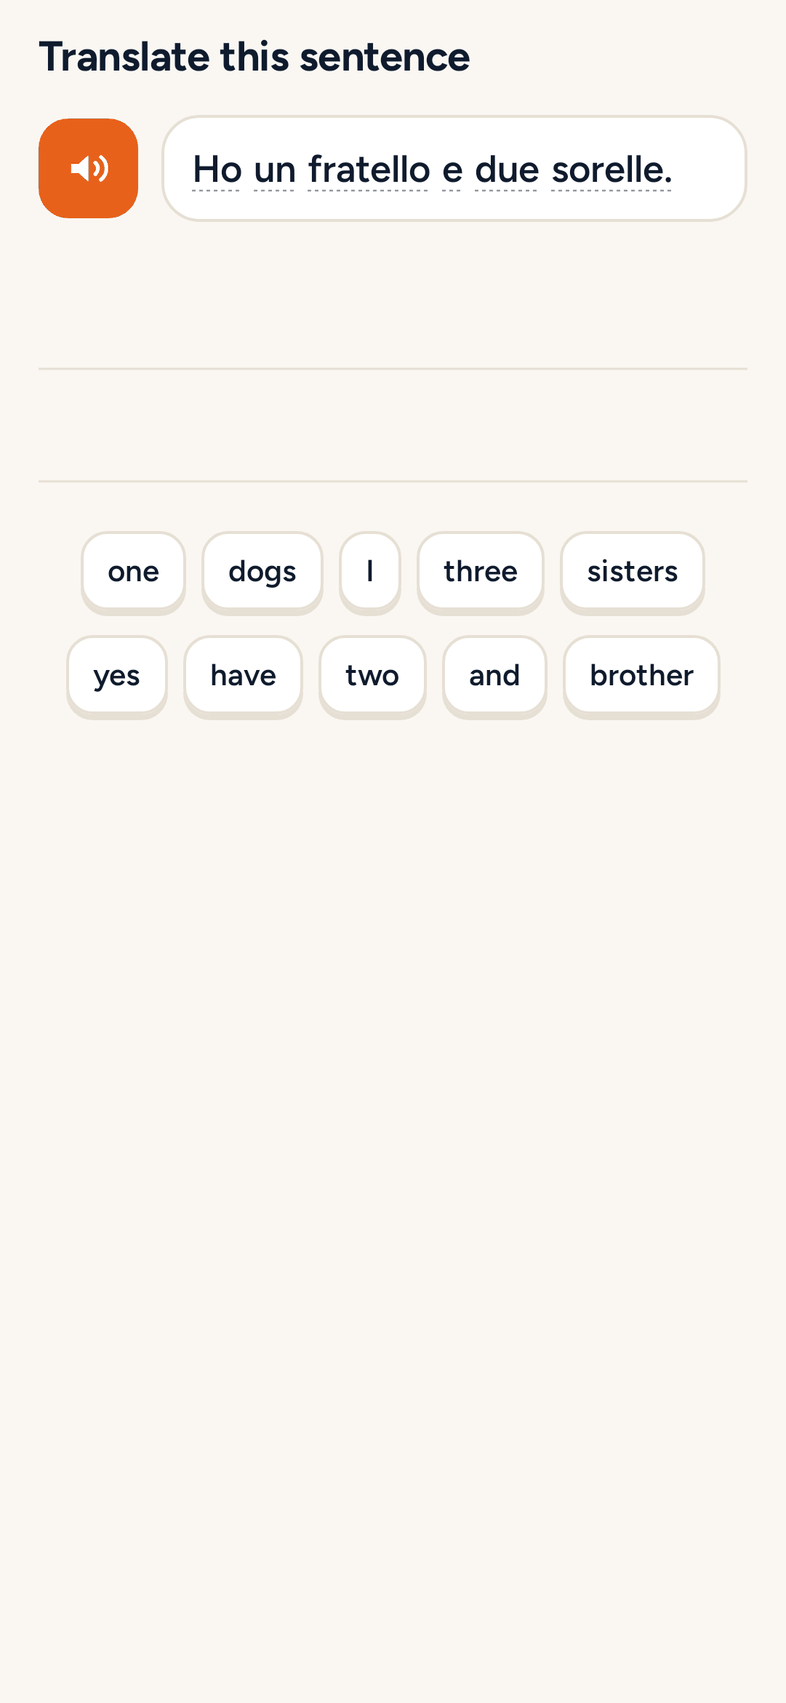 Translate this sentence
Ho un fratello e due sorelle.
one dogs I three sisters
yes have two and brother